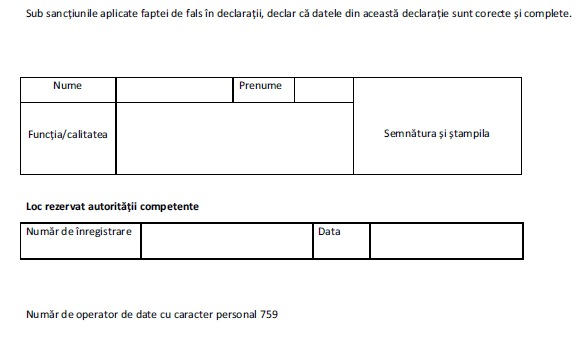 Sub sancțiunile aplicate faptei de fals în declarații, declar că datele din această declarație sunt corecte și complete.
Nume Prenume
Funcția/calitatea Semnătura și ștampila
Loc rezervat autorității competente
Număr de înregistrare Data
Număr de operator de date cu caracter personal 759